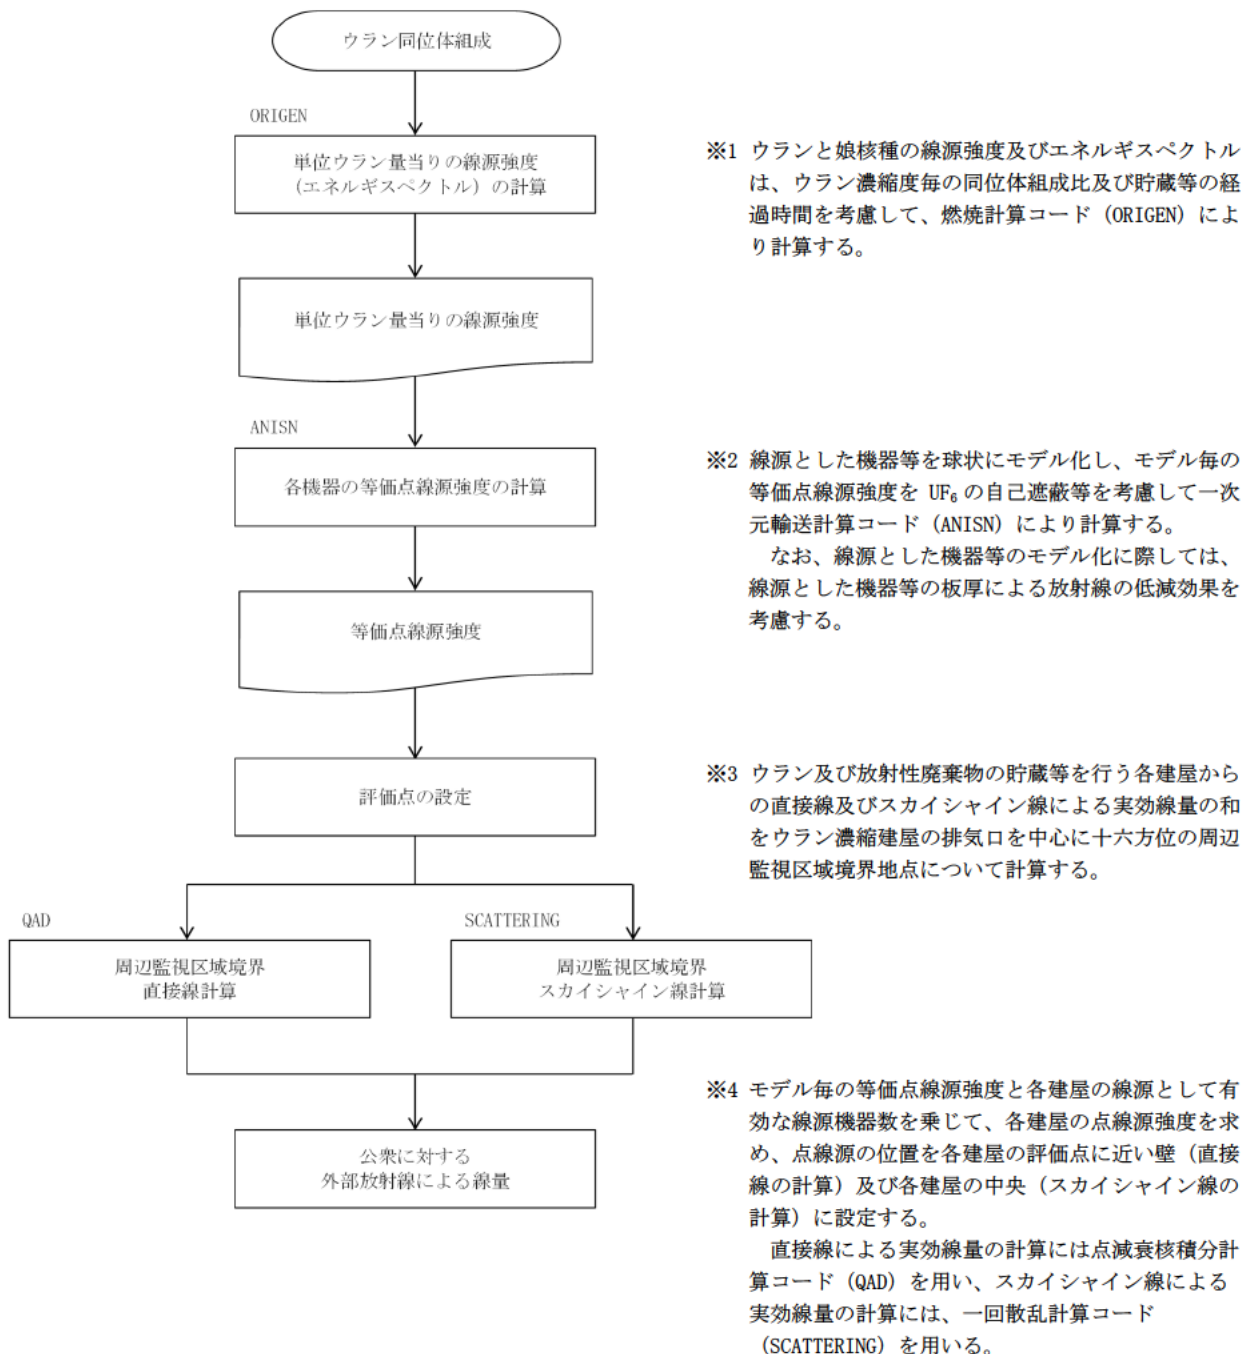 ウラン同位体組成
ORIGEN
単位ウラン量当りの線源強度
(エネルギスペクトル)の計算
単位ウラン量当りの線源強度
ANISN
各機器の等価点線源強度の計算
等価点線源強度
評価点の設定
QAD
周辺監視区域境界
直接線計算
SCATTERING
周辺監視区域境界
スカイシャイン線計算
公衆に対する
外部放射線による線量
※1 ウランと娘核種の線源強度及びエネルギスペクトル
は、ウラン濃縮度毎の同位体組成比及び貯蔵等の経
過時間を考慮して、燃焼計算コード(ORIGEN)によ
り計算する。
※2 線源とした機器等を球状にモデル化し、モデル毎の
等価点線源強度を UF₆ の自己遮蔽等を考慮して一次
元輸送計算コード(ANISN)により計算する。
なお、線源とした機器等のモデル化に際しては、
線源とした機器等の板厚による放射線の低減効果を
考慮する。
※3 ウラン及び放射性廃棄物の貯蔵等を行う各建屋から
の直接線及びスカイシャイン線による実効線量の和
をウラン濃縮建屋の排気口を中心に十六方位の周辺
監視区域境界地点について計算する。
※4 モデル毎の等価点線源強度と各建屋の線源として有
効な線源機器数を乗じて、各建屋の点線源強度を求
め、点線源の位置を各建屋の評価点に近い壁(直接
線の計算)及び各建屋の中央(スカイシャイン線の
計算)に設定する。
直接線による実効線量の計算には点減衰核積分計
算コード(QAD)を用い、スカイシャイン線による
実効線量の計算には、一回散乱計算コード
(SCATTERING)を用いる。